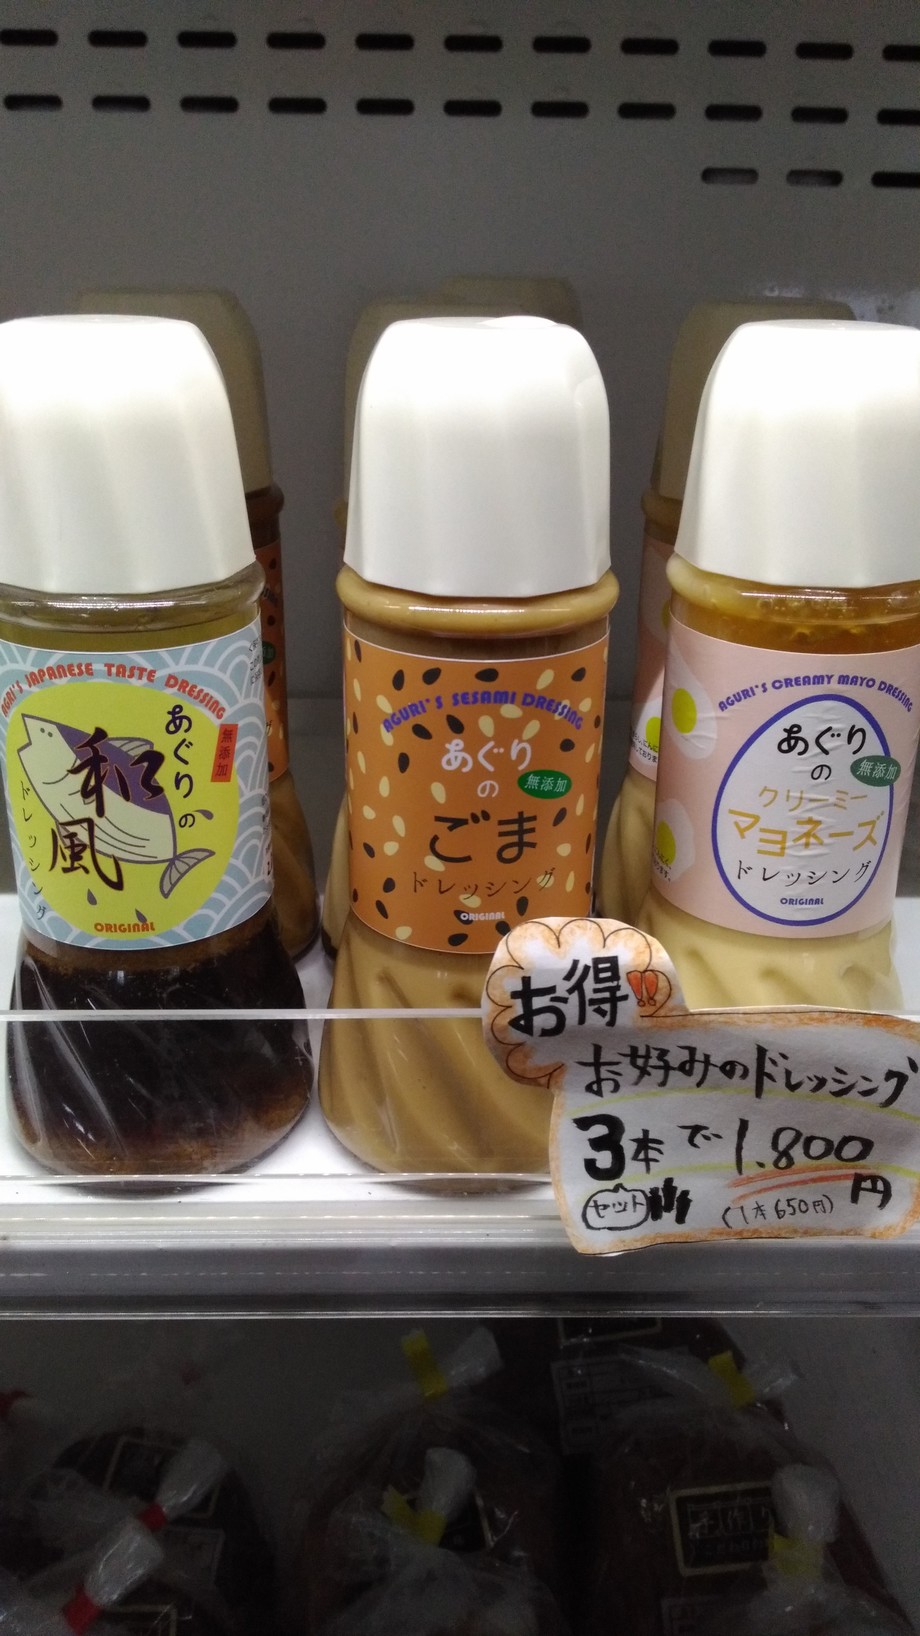 AGURI'S JAPANESE TASTE DRESSING
あぐりの
無添加
和風
ドレッシング
ORIGINAL
AGURI'S SESAMI DRESSING
あぐり
の
無添加
ごま
ドレッシング
ORIGINAL
AGURI'S CREAMY MAYO DRESSING
あぐり
の
無添加
クリーミー
マヨネーズ
ドレッシング
ORIGINAL
お得!!
お好みのドレッシング
3本で1.800円
セット
(1本650円)
手作り